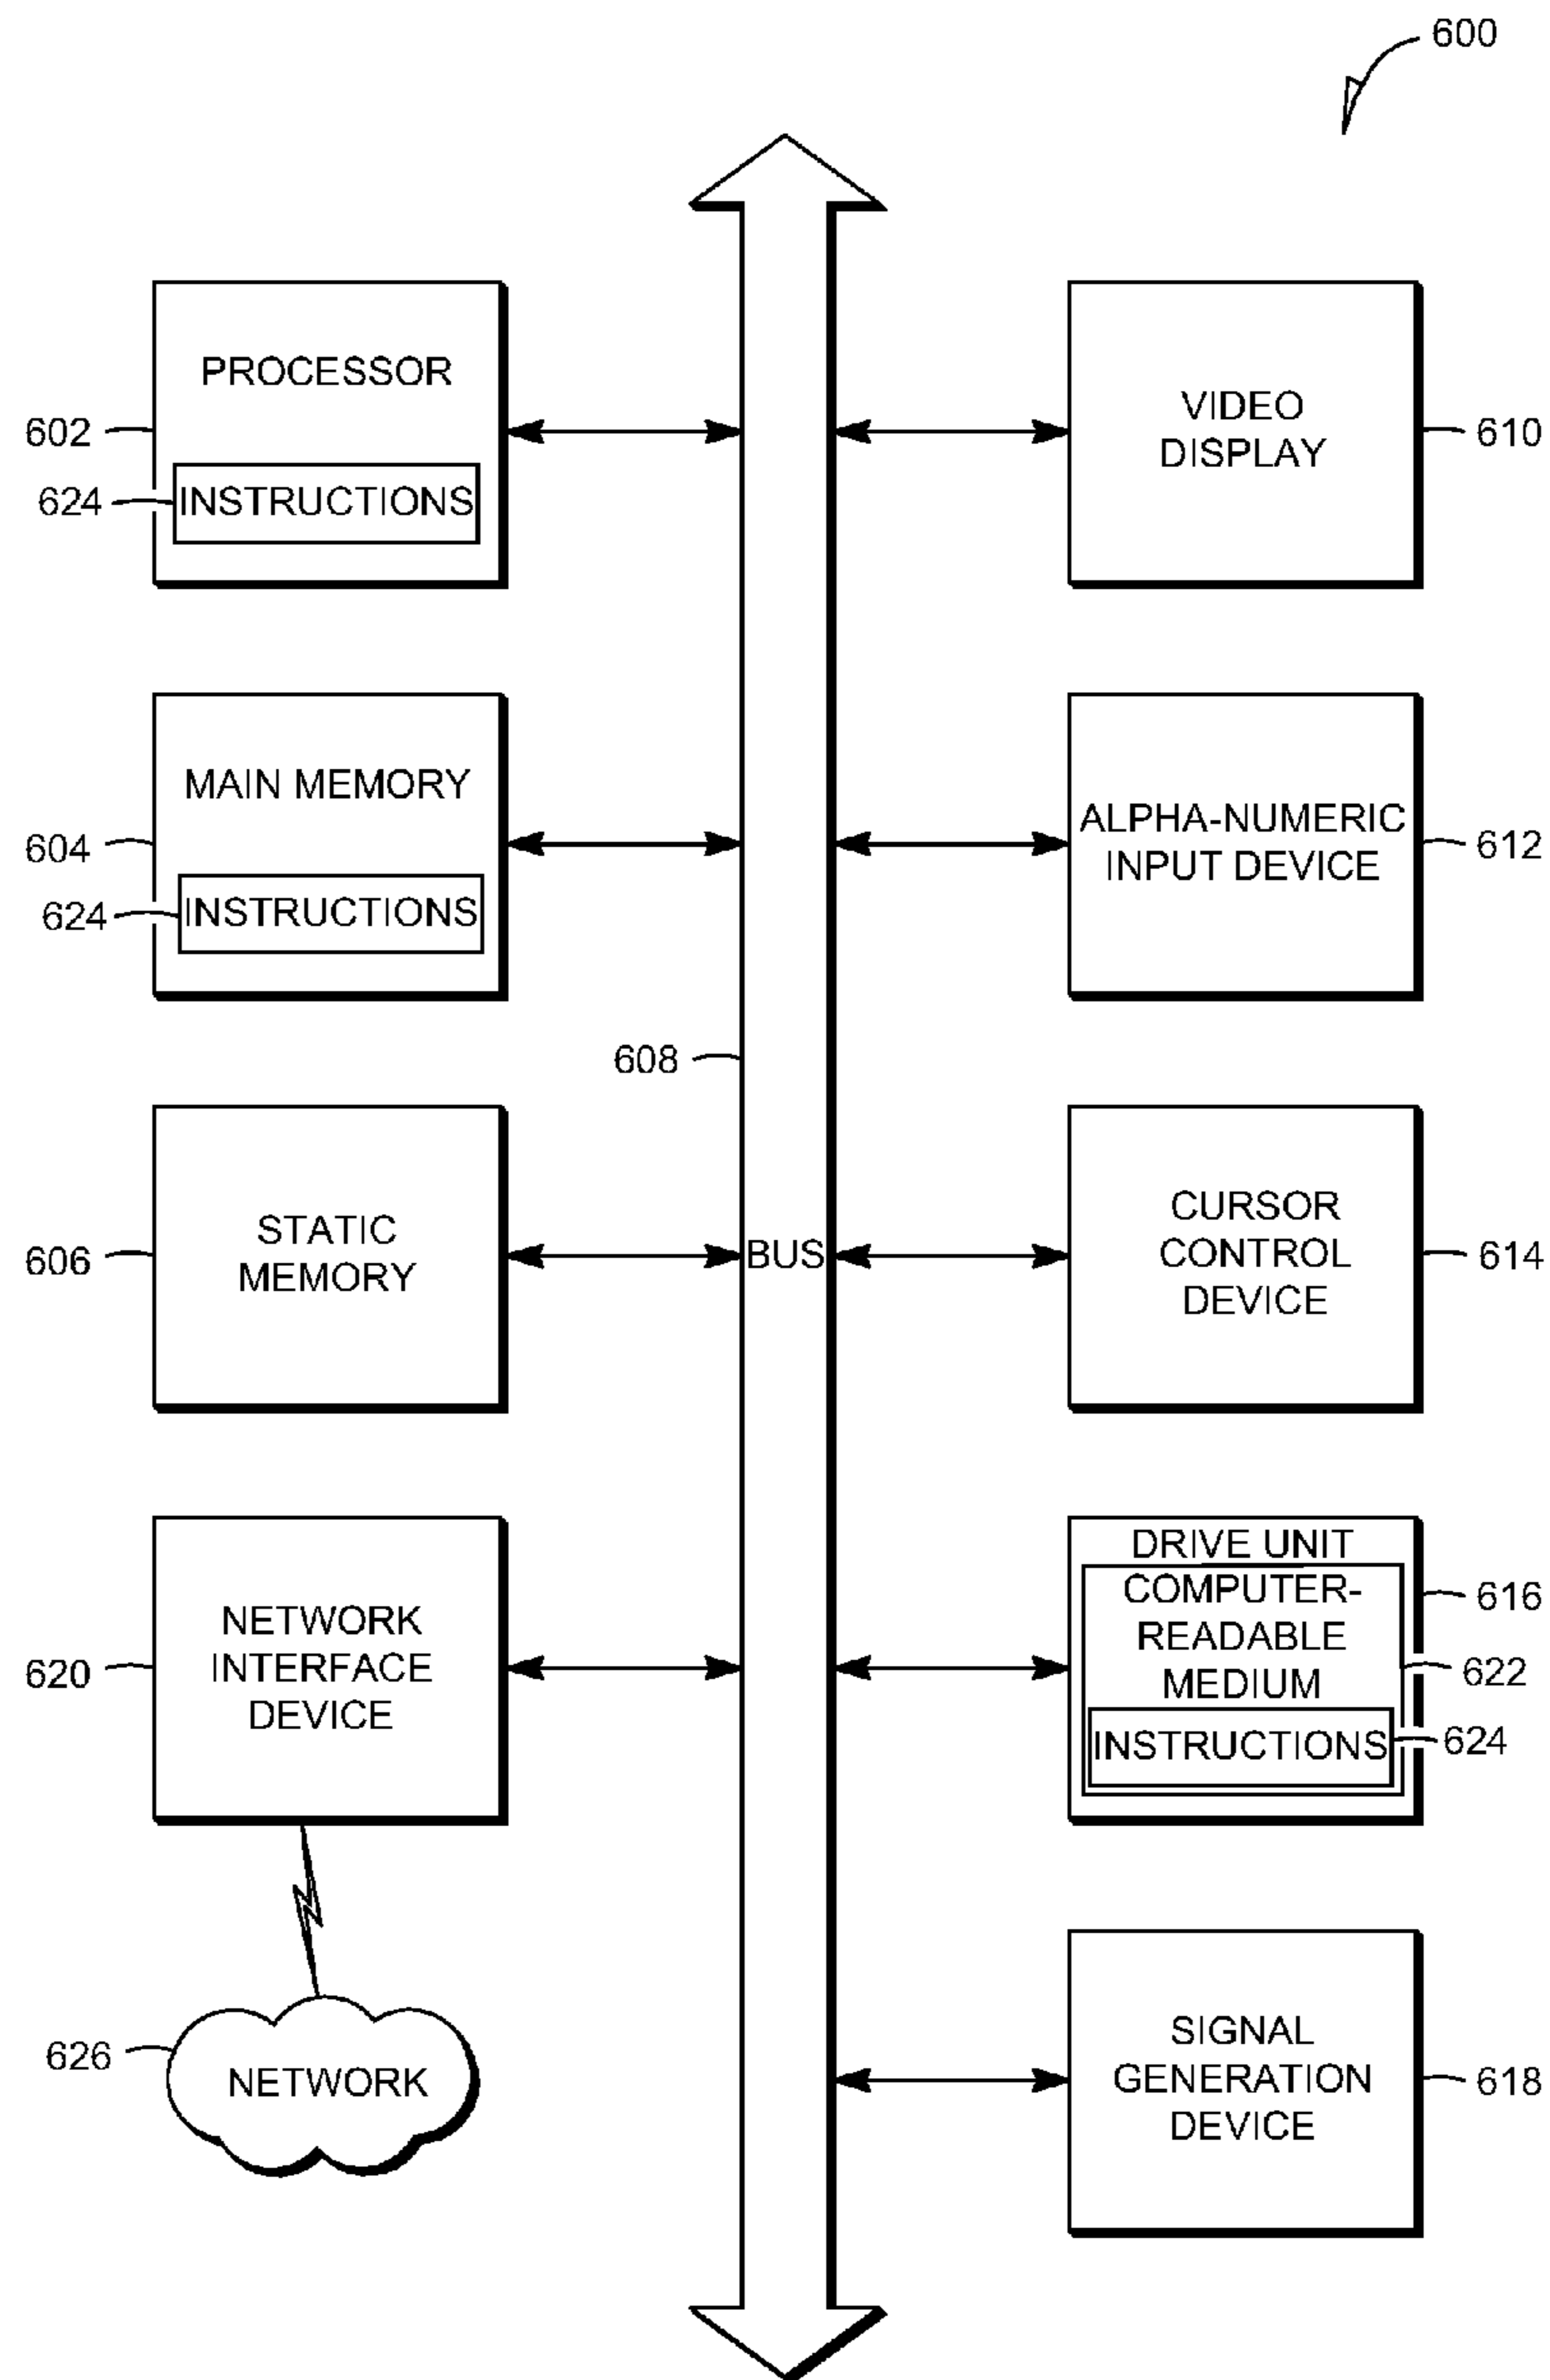 600
PROCESSOR
602
624
INSTRUCTIONS
VIDEO
DISPLAY
610
MAIN MEMORY
604
624
INSTRUCTIONS
ALPHA-NUMERIC
INPUT DEVICE
612
608
STATIC
MEMORY
606
BUS
CURSOR
CONTROL
DEVICE
614
NETWORK
INTERFACE
DEVICE
620
DRIVE UNIT
COMPUTER-
READABLE
MEDIUM
INSTRUCTIONS
616
622
624
626
NETWORK
SIGNAL
GENERATION
DEVICE
618